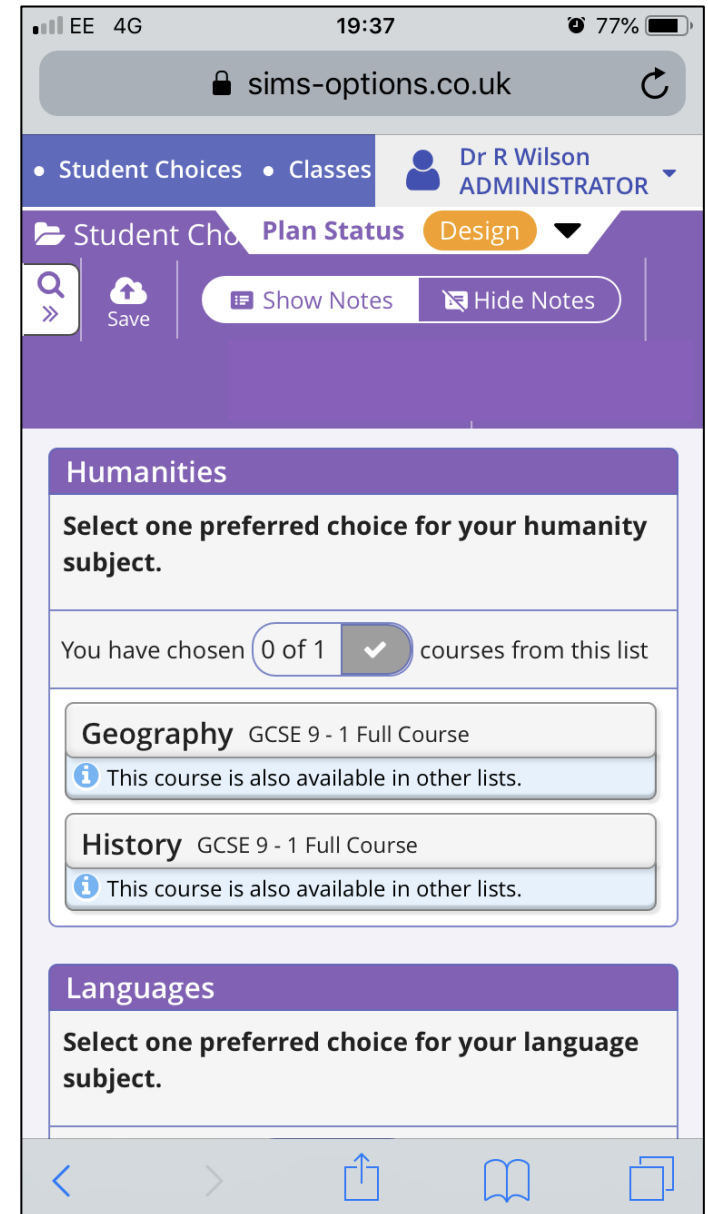 EE 4G 19:37 77%
sims-options.co.uk
• Student Choices • Classes
Dr R Wilson
ADMINISTRATOR
Student Cho
Plan Status Design
Save
Show Notes Hide Notes
Humanities
Select one preferred choice for your humanity
subject.
You have chosen 0 of 1 courses from this list
Geography GCSE 9 - 1 Full Course
This course is also available in other lists.
History GCSE 9 - 1 Full Course
This course is also available in other lists.
Languages
Select one preferred choice for your language
subject.